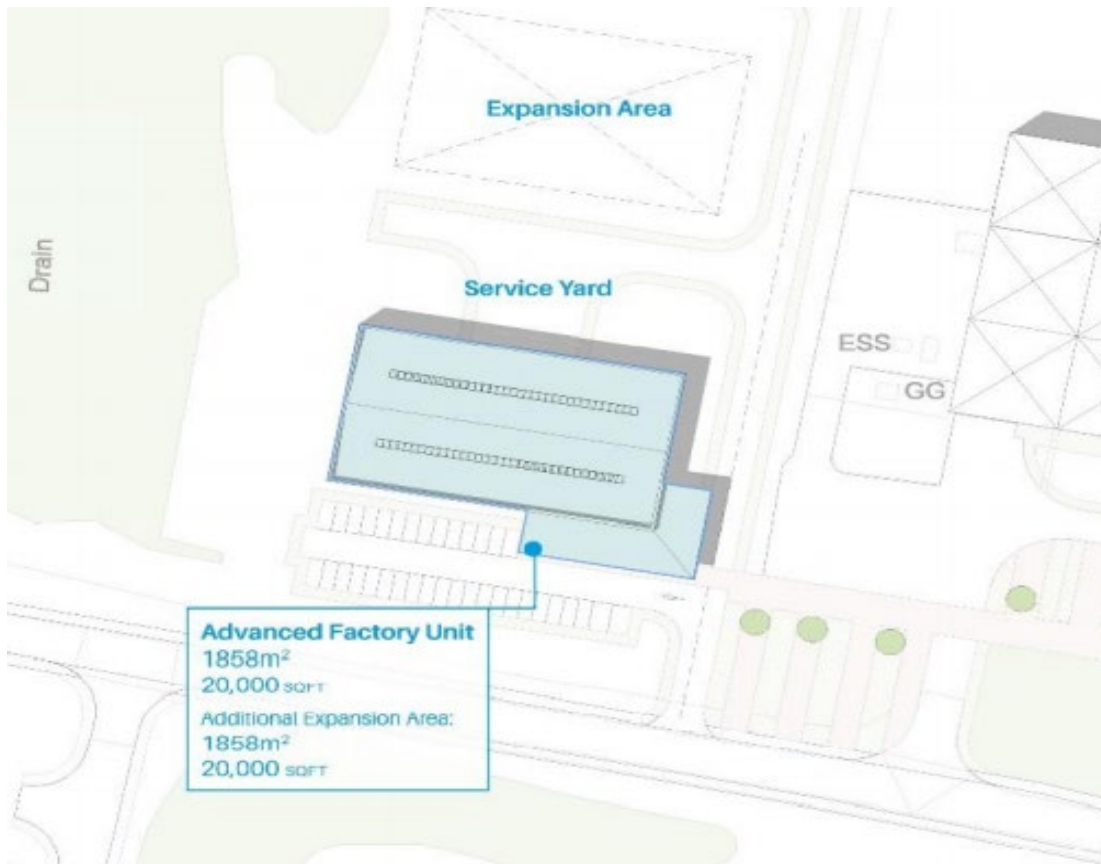 Expansion Area
Drain
Service Yard
ESS
GG
Advanced Factory Unit
1858m²
20,000 SQFT
Additional Expansion Area:
1858m²
20,000 SQFT